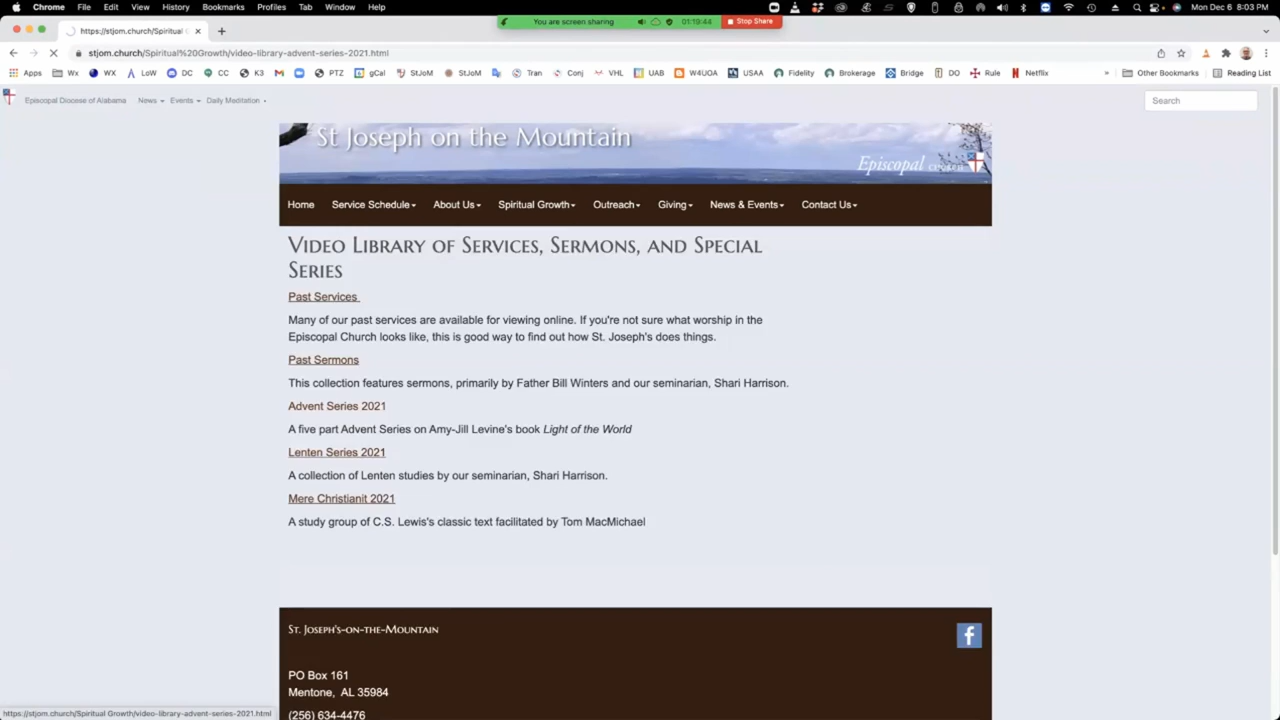 Chrome File Edit View History Bookmarks Profiles Tab Window Help
You are screen sharing 01:19:44 Stop Share
Mon Dec 6 8:03 PM
https://stjom.church/Spiritual
stjom.church/Spiritual%20Growth/video-library-advent-series-2021.html
Apps Wx WX LoW DC CC K3 PTZ gCal StJoM StJoM Tran Conj VHL UAB W4UOA USAA Fidelity Brokerage Bridge DO Rule Netflix » Other Bookmarks Reading List
Episcopal Diocese of Alabama News Events Daily Meditation
Search
St Joseph on the Mountain
Episcopal
Home Service Schedule About Us Spiritual Growth Outreach Giving News & Events Contact Us
Video Library of Services, Sermons, and Special
Series
Past Services
Many of our past services are available for viewing online. If you're not sure what worship in the
Episcopal Church looks like, this is good way to find out how St. Joseph's does things.
Past Sermons
This collection features sermons, primarily by Father Bill Winters and our seminarian, Shari Harrison.
Advent Series 2021
A five part Advent Series on Amy-Jill Levine's book Light of the World
Lenten Series 2021
A collection of Lenten studies by our seminarian, Shari Harrison.
Mere Christianit 2021
A study group of C.S. Lewis's classic text facilitated by Tom MacMichael
St. Joseph's-on-the-Mountain
PO Box 161
Mentone, AL 35984
(256) 634-4476
https://stjom.church/Spiritual Growth/video-library-advent-series-2021.html